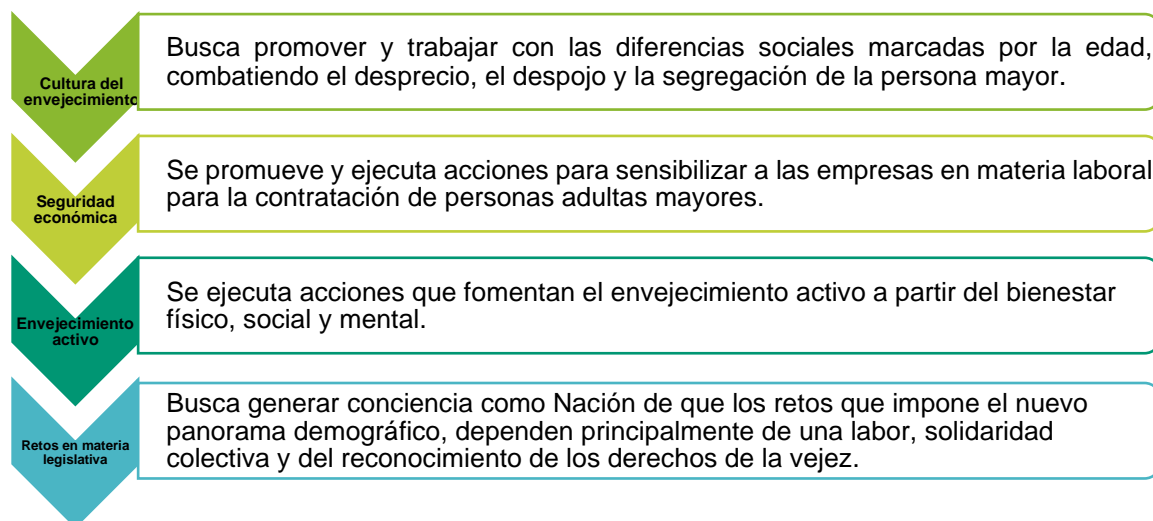 Cultura del
envejecimiento
Busca promover y trabajar con las diferencias sociales marcadas por la edad,
combatiendo el desprecio, el despojo y la segregación de la persona mayor.
Seguridad
económica
Se promueve y ejecuta acciones para sensibilizar a las empresas en materia laboral
para la contratación de personas adultas mayores.
Envejecimiento
activo
Se ejecuta acciones que fomentan el envejecimiento activo a partir del bienestar
físico, social y mental.
Retos en materia
legislativa
Busca generar conciencia como Nación de que los retos que impone el nuevo
panorama demográfico, dependen principalmente de una labor, solidaridad
colectiva y del reconocimiento de los derechos de la vejez.